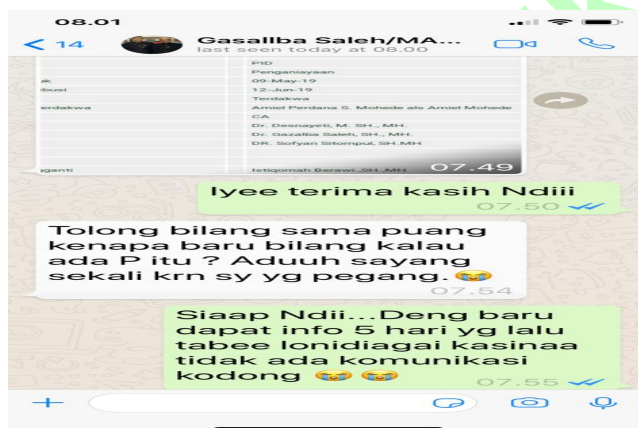 08.01
14
Gasallba Saleh/MA...
last seen today at 08.00
PID
Penganiayaan
ak 09-May-19
ibusi 12-Jun-19
Terdakwa
erdakwa Amiel Perdana S. Mohede als Amiel Mohede
CA
Dr. Desnayeti, M. SH., MH.
Dr. Gazalba Saleh, SH., MH.
DR. Sofyan Sitompul, SH.MH
ganti Istiqomah Berawi, SH.,MH
07.49
Iyee terima kasih Ndiii
07.50
Tolong bilang sama puang
kenapa baru bilang kalau
ada P itu ? Aduuh sayang
sekali krn sy yg pegang. 😭
07.54
Siaap Ndii...Deng baru
dapat info 5 hari yg lalu
tabee lonidiagai kasinaa
tidak ada komunikasi
kodong 😭 😭
07.55